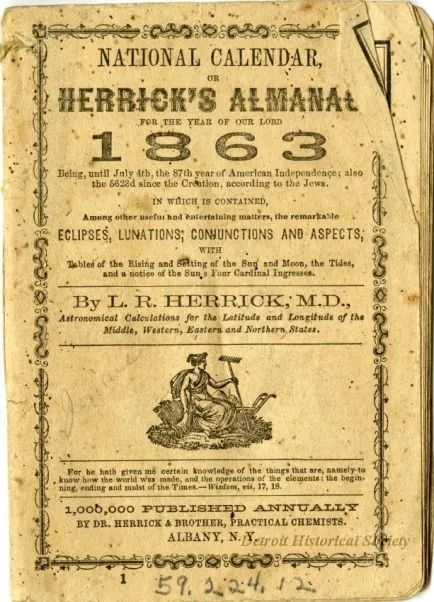 NATIONAL CALENDAR,
OR
HERRICK'S ALMANA
FOR THE YEAR OF OUR LORD
1863
Being, until July 4th, the 87th year of American Independence; also
the 5623d since the Creation, according to the Jews.
IN WHICH IS CONTAINED,
Among other useful and entertaining matters, the remarkable
ECLIPSES, LUNATIONS, CONJUNCTIONS AND ASPECTS,
WITH
Tables of the Rising and Setting of the Sun and Moon, the Tides,
and a notice of the Sun's Four Cardinal Ingresses.
By L. R. HERRICK, M.D.,
Astronomical Calculations for the Latitude and Longitude of the
Middle, Western, Eastern and Northern States.
For he hath given me certain knowledge of the things that are, namely to
know how the world was made, and the operations of the elements: the begin-
ning, ending and midst of the Times.—Wisdom, vii, 17, 18.
1,000,000 PUBLISHED ANNUALLY
BY DR. HERRICK & BROTHER, PRACTICAL CHEMISTS.
ALBANY, N. Y.
Detroit Historical Society
1
59.224.12